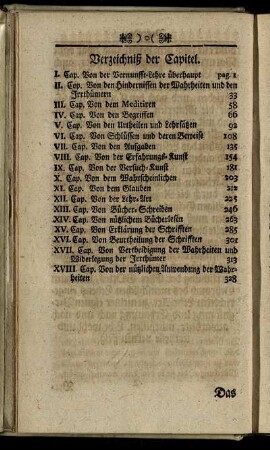 )o(
Verzeichniß der Capitel.
I. Cap. Von der Vernunfft-Lehre überhaupt pag. 1
II. Cap. Von den Hindernissen der Wahrheiten und den
Irrthümern 33
III. Cap. Von dem Meditiren 58
IV. Cap. Von den Begriffen 66
V. Cap. Von den Urtheilen und Lehrsätzen 92
VI. Cap. Von Schlüssen und deren Beweise 108
VII. Cap. Von den Aufgaben 135
VIII. Cap. Von der Erfahrungs-Kunst 154
IX. Cap. Von der Versuch-Kunst 181
X. Cap. Von dem Wahrscheinlichen 203
XI. Cap. Von dem Glauben 212
XII. Cap. Von der Lehr-Art 225
XIII. Cap. Von Bücher-Schreiben 246
XIV. Cap. Von nützlichem Bücherlesen 263
XV. Cap. Von Erklärung der Schrifften 285
XVI. Cap. Von Beurtheilung der Schrifften 302
XVII. Cap. Von Vertheidigung der Wahrheiten und
Widerlegung der Irrthümer 313
XVIII. Cap. Von der nützlichen Anwendung der Wahr-
heiten 328
Das